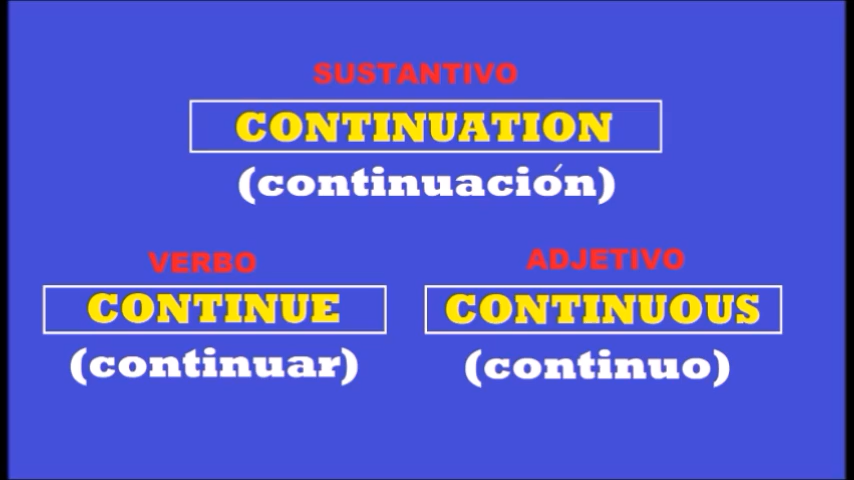 SUSTANTIVO
CONTINUATION
(continuación)
VERBO
CONTINUE
(continuar)
ADJETIVO
CONTINUOUS
(continuo)